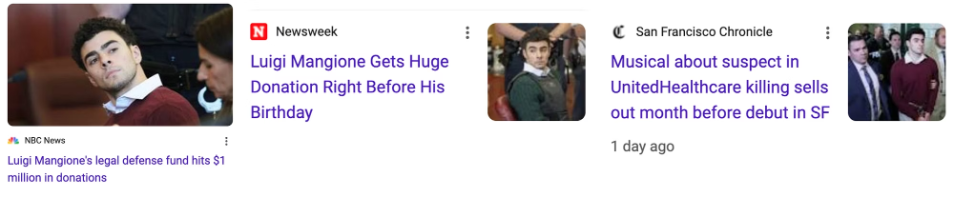 NBC News
Luigi Mangione's legal defense fund hits $1
million in donations
Newsweek
Luigi Mangione Gets Huge
Donation Right Before His
Birthday
San Francisco Chronicle
Musical about suspect in
UnitedHealthcare killing sells
out month before debut in SF
1 day ago